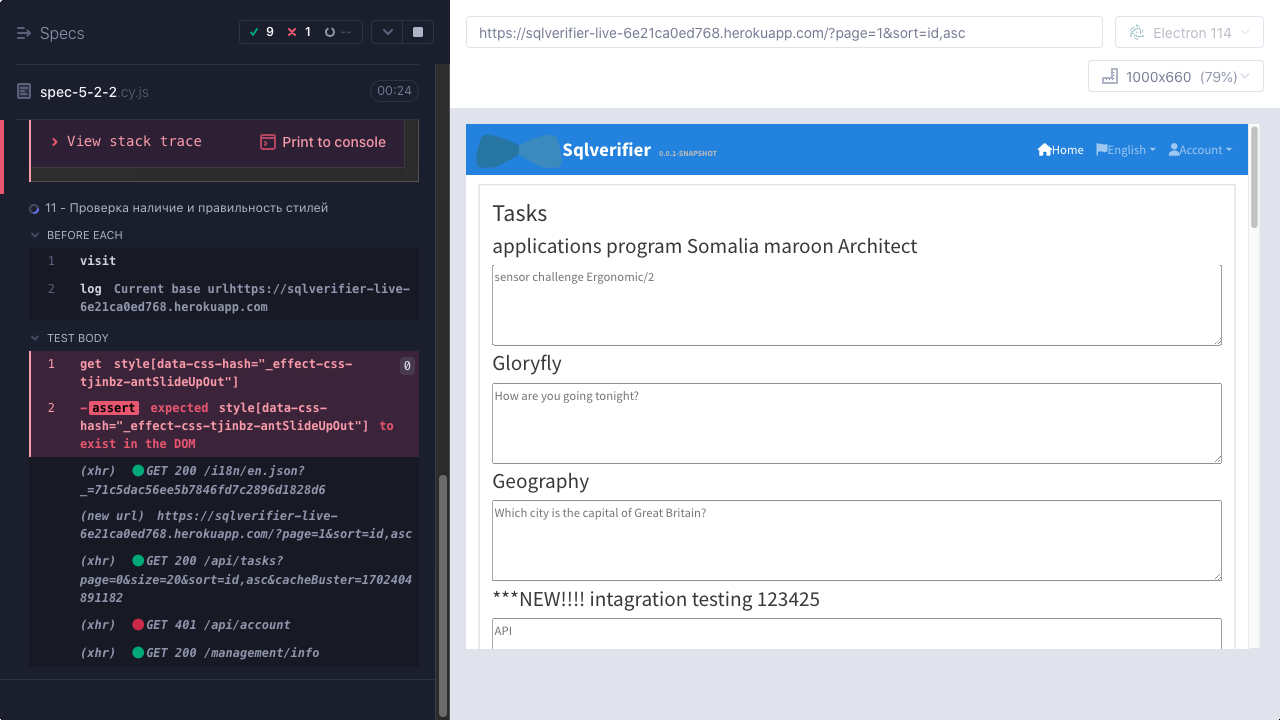 Specs
9 1 --
spec-5-2-2.cy.js 00:24
View stack trace Print to console
11 - Проверка наличие и правильность стилей
BEFORE EACH
1 visit
2 log Current base urlhttps://sqlverifier-live-
6e21ca0ed768.herokuapp.com
TEST BODY
1 get style[data-css-hash="_effect-css- 0
tjinbz-antSlideUpOut"]
2 -assert expected style[data-css-
hash="_effect-css-tjinbz-antSlideUpOut"] to
exist in the DOM
(xhr) GET 200 /i18n/en.json?
_=71c5dac56ee5b7846fd7c2896d1828d6
(new url) https://sqlverifier-live-
6e21ca0ed768.herokuapp.com/?page=1&sort=id,asc
(xhr) GET 200 /api/tasks?
page=0&size=20&sort=id,asc&cacheBuster=1702404
891182
(xhr) GET 401 /api/account
(xhr) GET 200 /management/info
https://sqlverifier-live-6e21ca0ed768.herokuapp.com/?page=1&sort=id,asc
Electron 114
1000x660 (79%)
Sqlverifier 0.0.1-SNAPSHOT
Home English Account
Tasks
applications program Somalia maroon Architect
sensor challenge Ergonomic/2
Gloryfly
How are you going tonight?
Geography
Which city is the capital of Great Britain?
***NEW!!!! intagration testing 123425
API